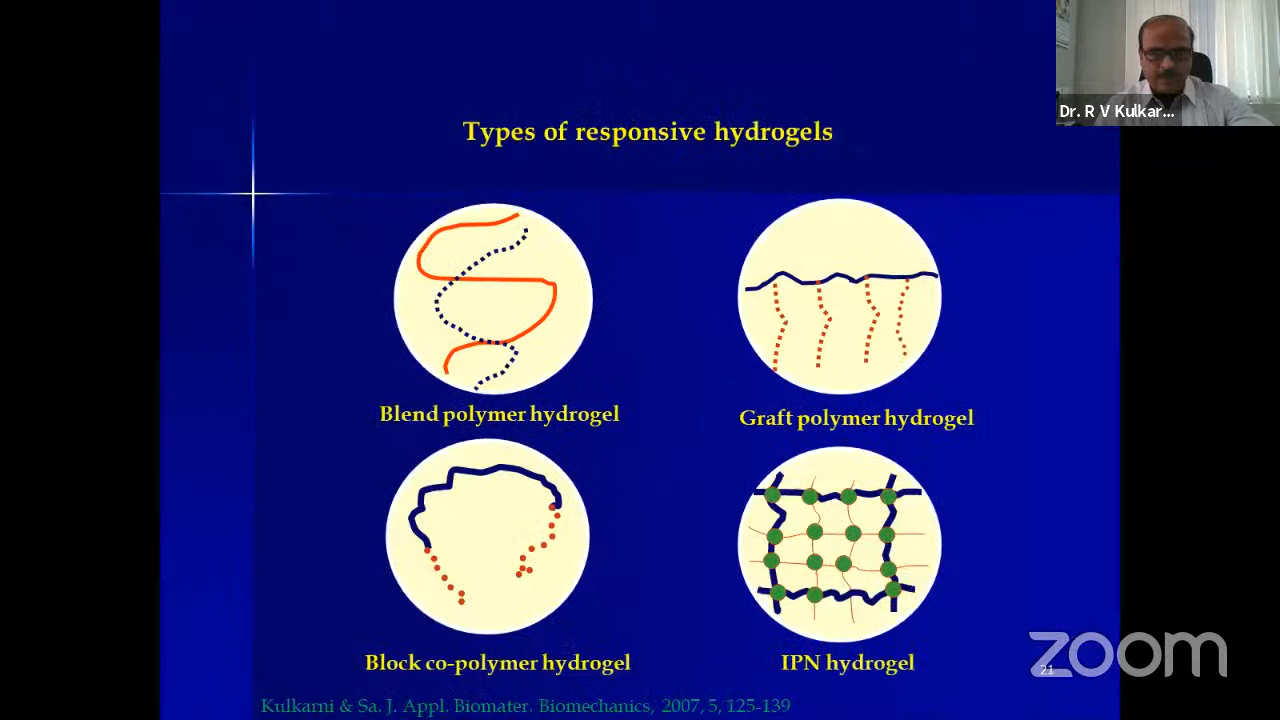 Dr. R V Kulkar...
Types of responsive hydrogels
Blend polymer hydrogel
Graft polymer hydrogel
Block co-polymer hydrogel
IPN hydrogel
zoom
21
Kulkarni & Sa. J. Appl. Biomater. Biomechanics, 2007, 5, 125-139